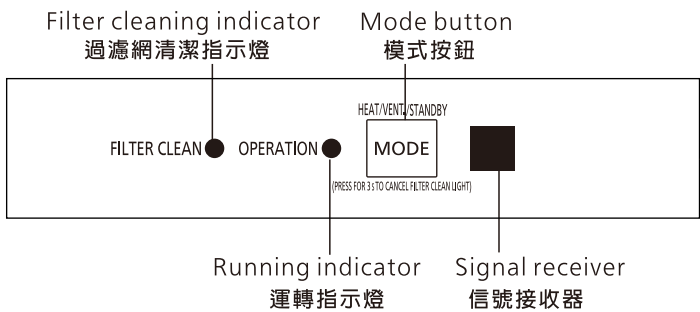 Filter cleaning indicator
過濾網清潔指示燈
Mode button
模式按鈕
HEAT/VENT./STANDBY
FILTER CLEAN
OPERATION
MODE
(PRESS FOR 3 s TO CANCEL FILTER CLEAN LIGHT)
Running indicator
運轉指示燈
Signal receiver
信號接收器